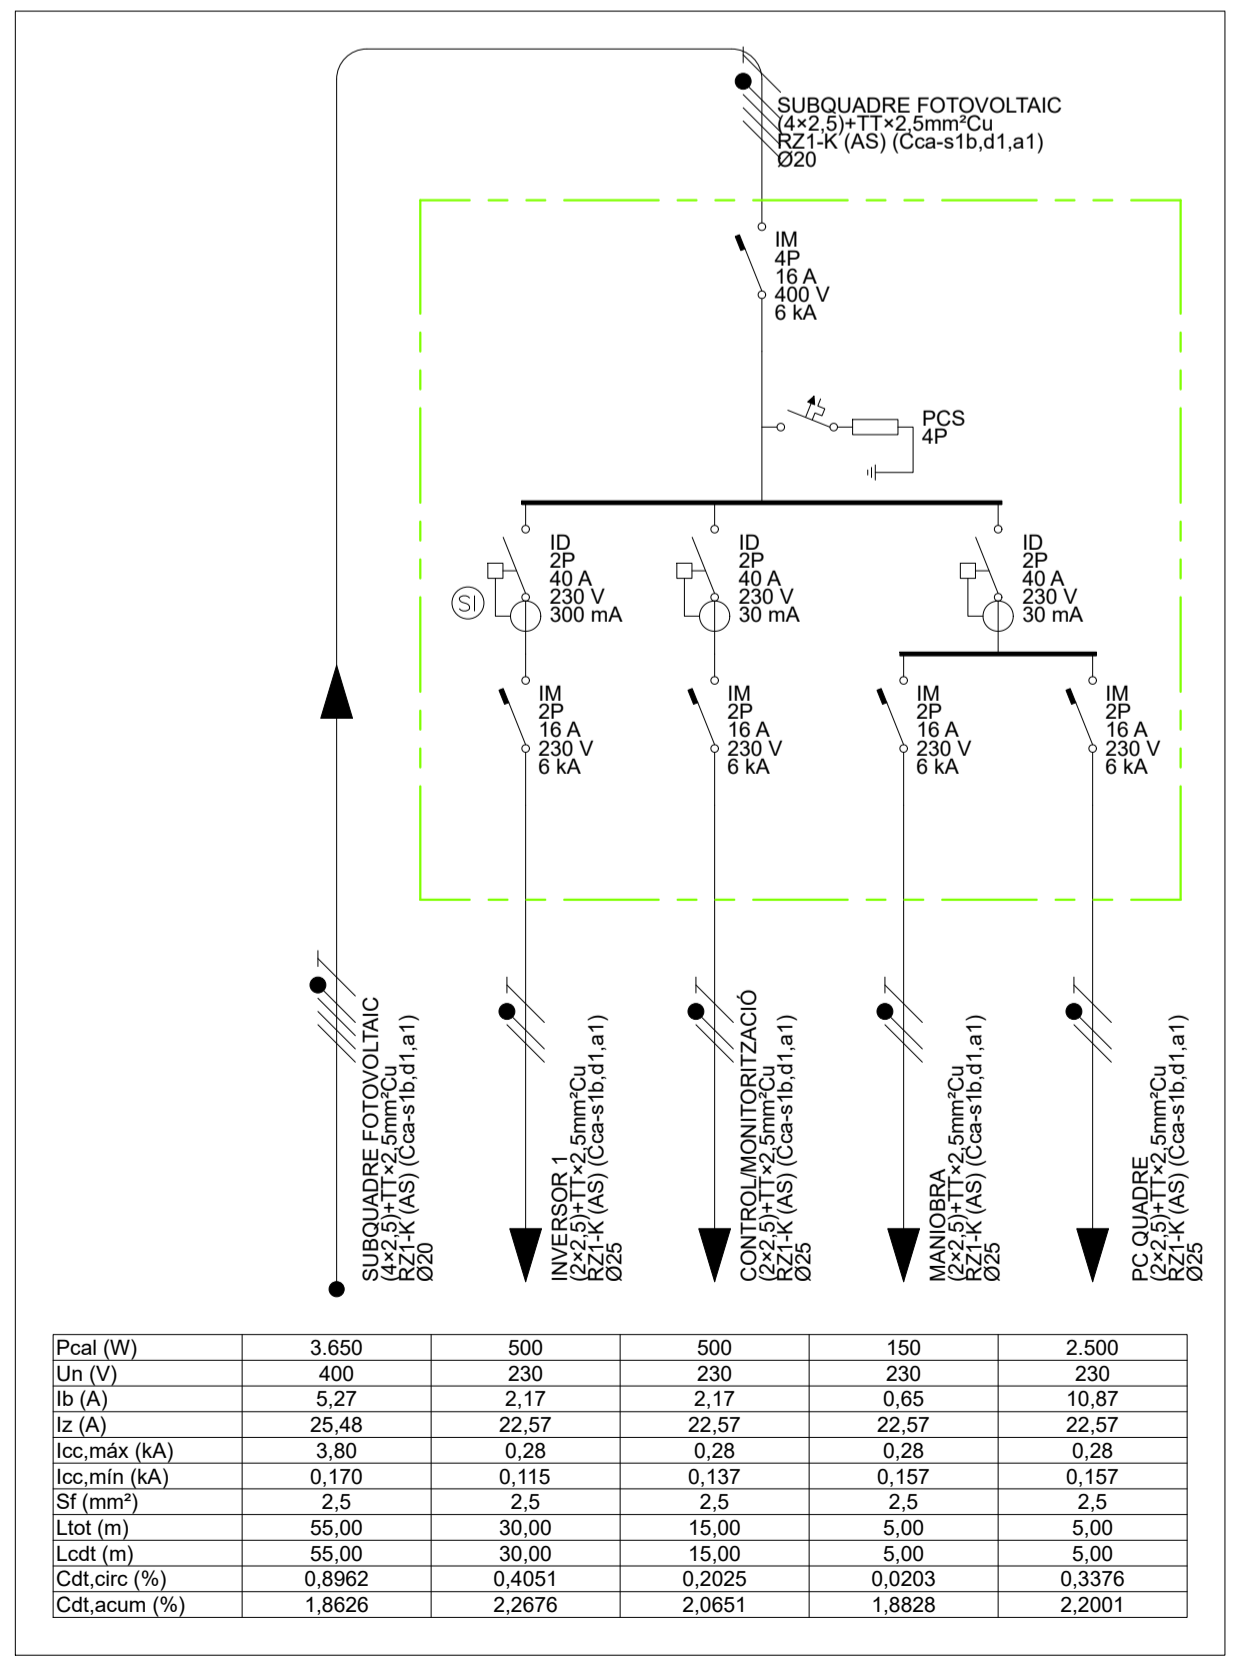 SUBQUADRE FOTOVOLTAIC
(4×2,5)+TT×2,5mm²Cu
RZ1-K (AS) (Cca-s1b,d1,a1)
Ø20
IM
4P
16 A
400 V
6 kA
PCS
4P
ID
2P
40 A
230 V
300 mA
SI
ID
2P
40 A
230 V
30 mA
ID
2P
40 A
230 V
30 mA
IM
2P
16 A
230 V
6 kA
IM
2P
16 A
230 V
6 kA
IM
2P
16 A
230 V
6 kA
IM
2P
16 A
230 V
6 kA
SUBQUADRE FOTOVOLTAIC
(4×2,5)+TT×2,5mm²Cu
RZ1-K (AS) (Cca-s1b,d1,a1)
Ø20
INVERSOR 1
(2×2,5)+TT×2,5mm²Cu
RZ1-K (AS) (Cca-s1b,d1,a1)
Ø25
CONTROL/MONITORITZACIÓ
(2×2,5)+TT×2,5mm²Cu
RZ1-K (AS) (Cca-s1b,d1,a1)
Ø25
MANIOBRA
(2×2,5)+TT×2,5mm²Cu
RZ1-K (AS) (Cca-s1b,d1,a1)
Ø25
PC QUADRE
(2×2,5)+TT×2,5mm²Cu
RZ1-K (AS) (Cca-s1b,d1,a1)
Ø25
Pcal (W) 3.650 500 500 150 2.500
Un (V) 400 230 230 230 230
Ib (A) 5,27 2,17 2,17 0,65 10,87
Iz (A) 25,48 22,57 22,57 22,57 22,57
Icc,máx (kA) 3,80 0,28 0,28 0,28 0,28
Icc,mín (kA) 0,170 0,115 0,137 0,157 0,157
Sf (mm²) 2,5 2,5 2,5 2,5 2,5
Ltot (m) 55,00 30,00 15,00 5,00 5,00
Lcdt (m) 55,00 30,00 15,00 5,00 5,00
Cdt,circ (%) 0,8962 0,4051 0,2025 0,0203 0,3376
Cdt,acum (%) 1,8626 2,2676 2,0651 1,8828 2,2001